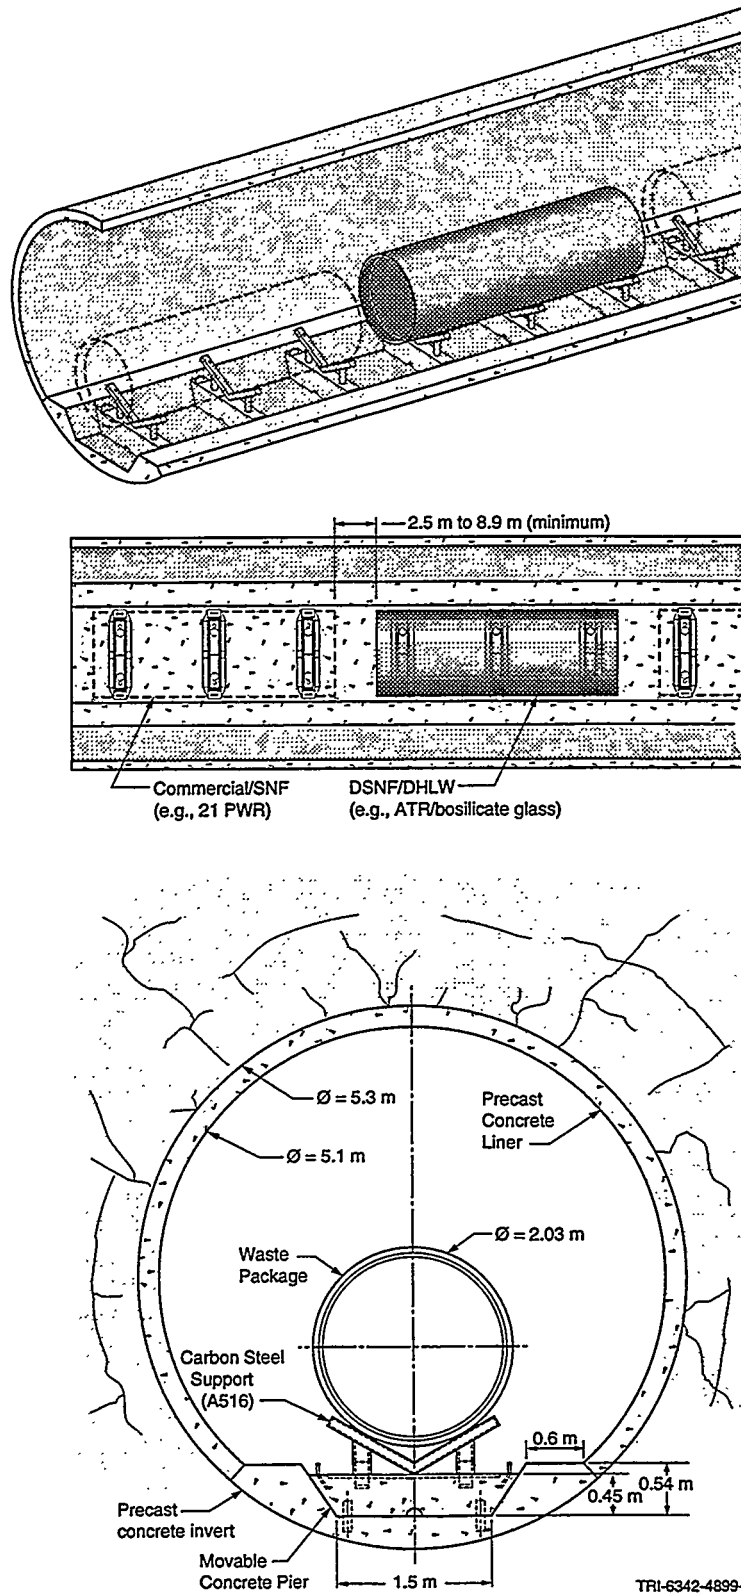 2.5 m to 8.9 m (minimum)
Commercial/SNF
(e.g., 21 PWR)
DSNF/DHLW
(e.g., ATR/bosilicate glass)
Ø = 5.3 m
Ø = 5.1 m
Precast
Concrete
Liner
Ø = 2.03 m
Waste
Package
Carbon Steel
Support
(A516)
0.6 m
0.54 m
0.45 m
Precast
concrete invert
Movable
Concrete Pier
1.5 m
TRI-6342-4899-